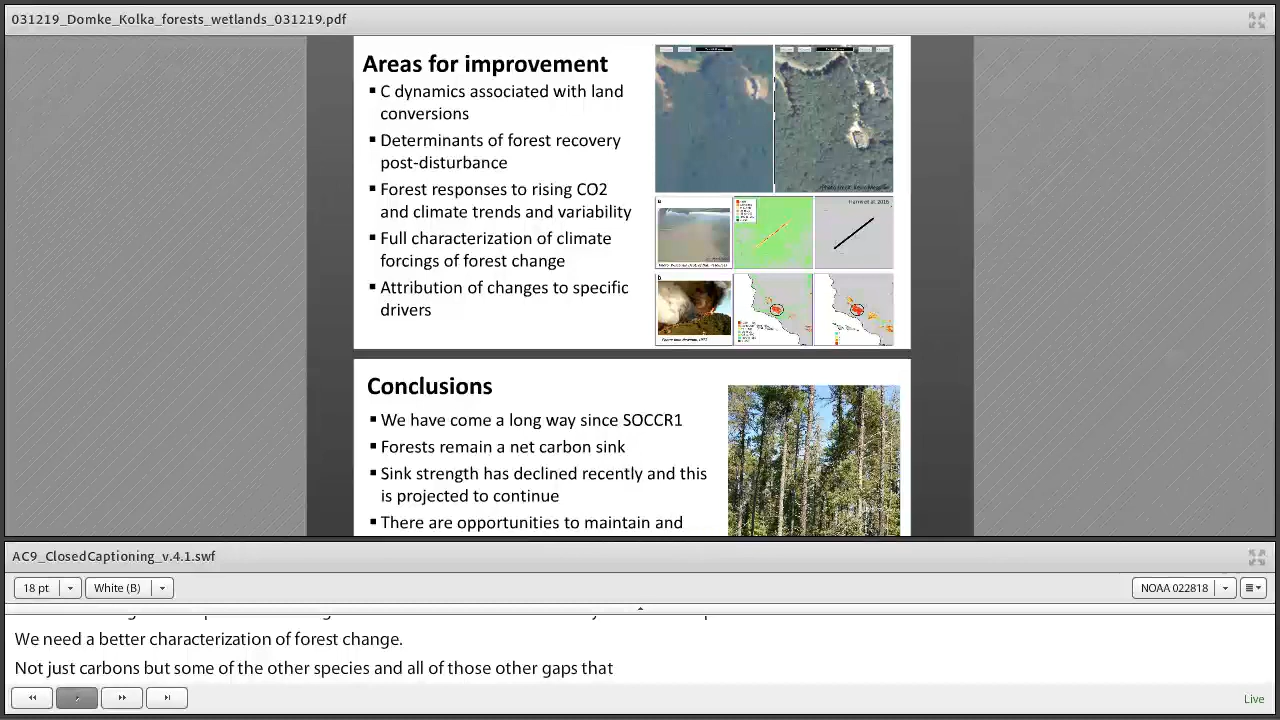 031219_Domke_Kolka_forests_wetlands_031219.pdf
Areas for improvement
▪ C dynamics associated with land
conversions
▪ Determinants of forest recovery
post-disturbance
▪ Forest responses to rising CO2
and climate trends and variability
▪ Full characterization of climate
forcings of forest change
▪ Attribution of changes to specific
drivers
a
b
Conclusions
▪ We have come a long way since SOCCR1
▪ Forests remain a net carbon sink
▪ Sink strength has declined recently and this
is projected to continue
▪ There are opportunities to maintain and
AC9_ClosedCaptioning_v.4.1.swf
18 pt
White (B)
NOAA 022818
We need a better characterization of forest change.
Not just carbons but some of the other species and all of those other gaps that
Live